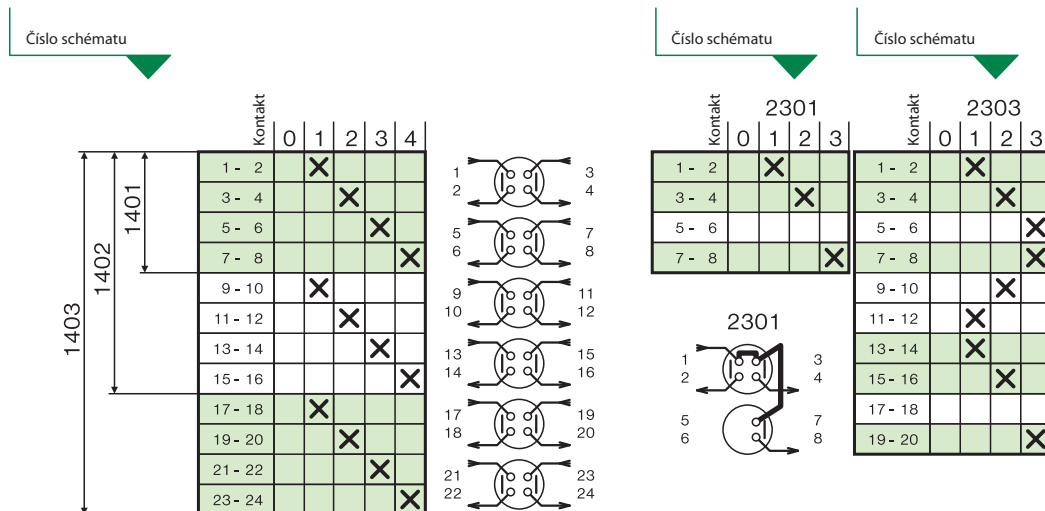 Číslo schématu
Kontakt 0 1 2 3 4
1403
1402
1401
1 - 2
3 - 4
5 - 6
7 - 8
9 - 10
11 - 12
13 - 14
15 - 16
17 - 18
19 - 20
21 - 22
23 - 24
1 3
2 4
5 7
6 8
9 11
10 12
13 15
14 16
17 19
18 20
21 23
22 24
Číslo schématu
2301
Kontakt 0 1 2 3
1 - 2
3 - 4
5 - 6
7 - 8
2301
1 3
2 4
5 7
6 8
Číslo schématu
2303
Kontakt 0 1 2 3
1 - 2
3 - 4
5 - 6
7 - 8
9 - 10
11 - 12
13 - 14
15 - 16
17 - 18
19 - 20